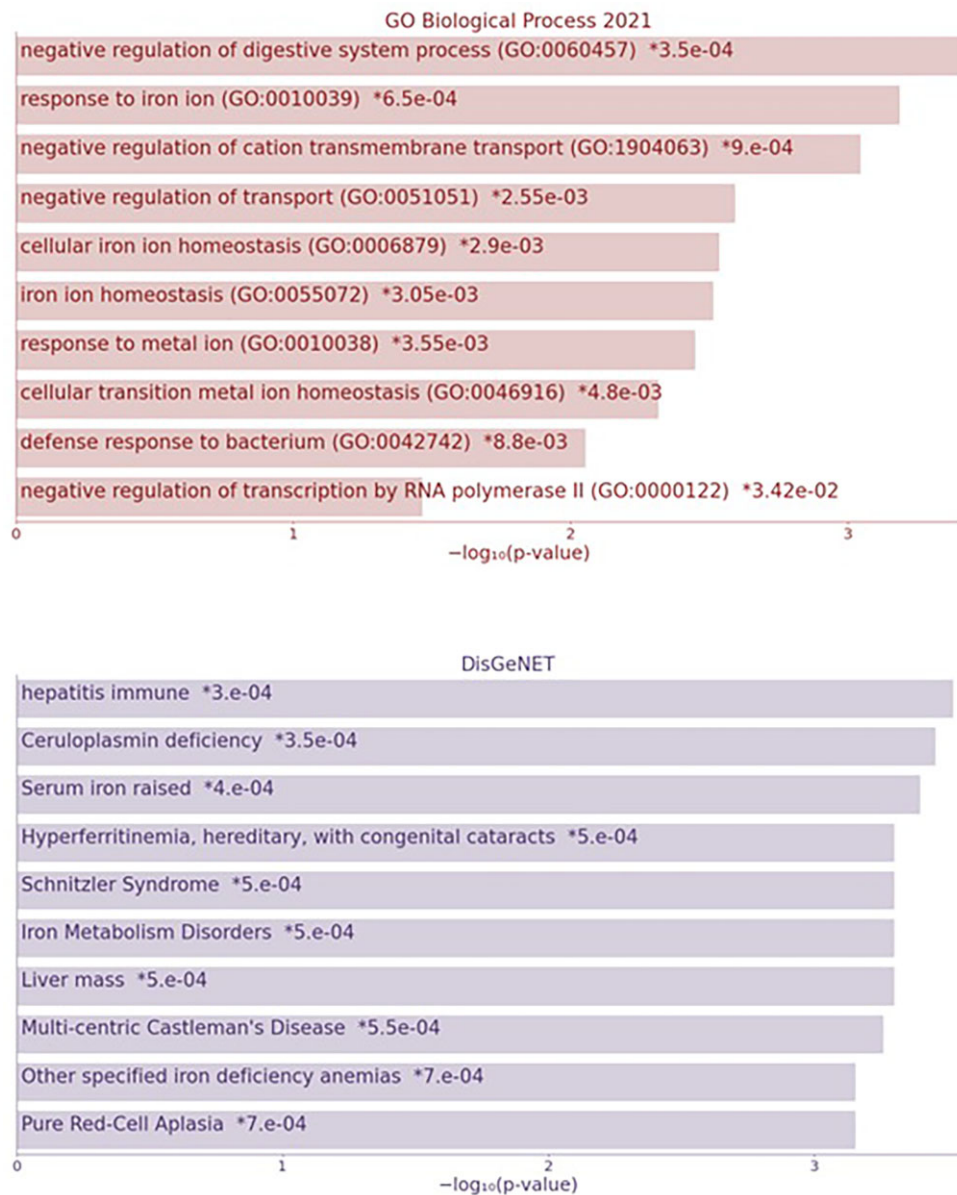 GO Biological Process 2021
negative regulation of digestive system process (GO:0060457) *3.5e-04
response to iron ion (GO:0010039) *6.5e-04
negative regulation of cation transmembrane transport (GO:1904063) *9.e-04
negative regulation of transport (GO:0051051) *2.55e-03
cellular iron ion homeostasis (GO:0006879) *2.9e-03
iron ion homeostasis (GO:0055072) *3.05e-03
response to metal ion (GO:0010038) *3.55e-03
cellular transition metal ion homeostasis (GO:0046916) *4.8e-03
defense response to bacterium (GO:0042742) *8.8e-03
negative regulation of transcription by RNA polymerase II (GO:0000122) *3.42e-02
0 1 2 3
−log₁₀(p-value)
DisGeNET
hepatitis immune *3.e-04
Ceruloplasmin deficiency *3.5e-04
Serum iron raised *4.e-04
Hyperferritinemia, hereditary, with congenital cataracts *5.e-04
Schnitzler Syndrome *5.e-04
Iron Metabolism Disorders *5.e-04
Liver mass *5.e-04
Multi-centric Castleman's Disease *5.5e-04
Other specified iron deficiency anemias *7.e-04
Pure Red-Cell Aplasia *7.e-04
0 1 2 3
−log₁₀(p-value)